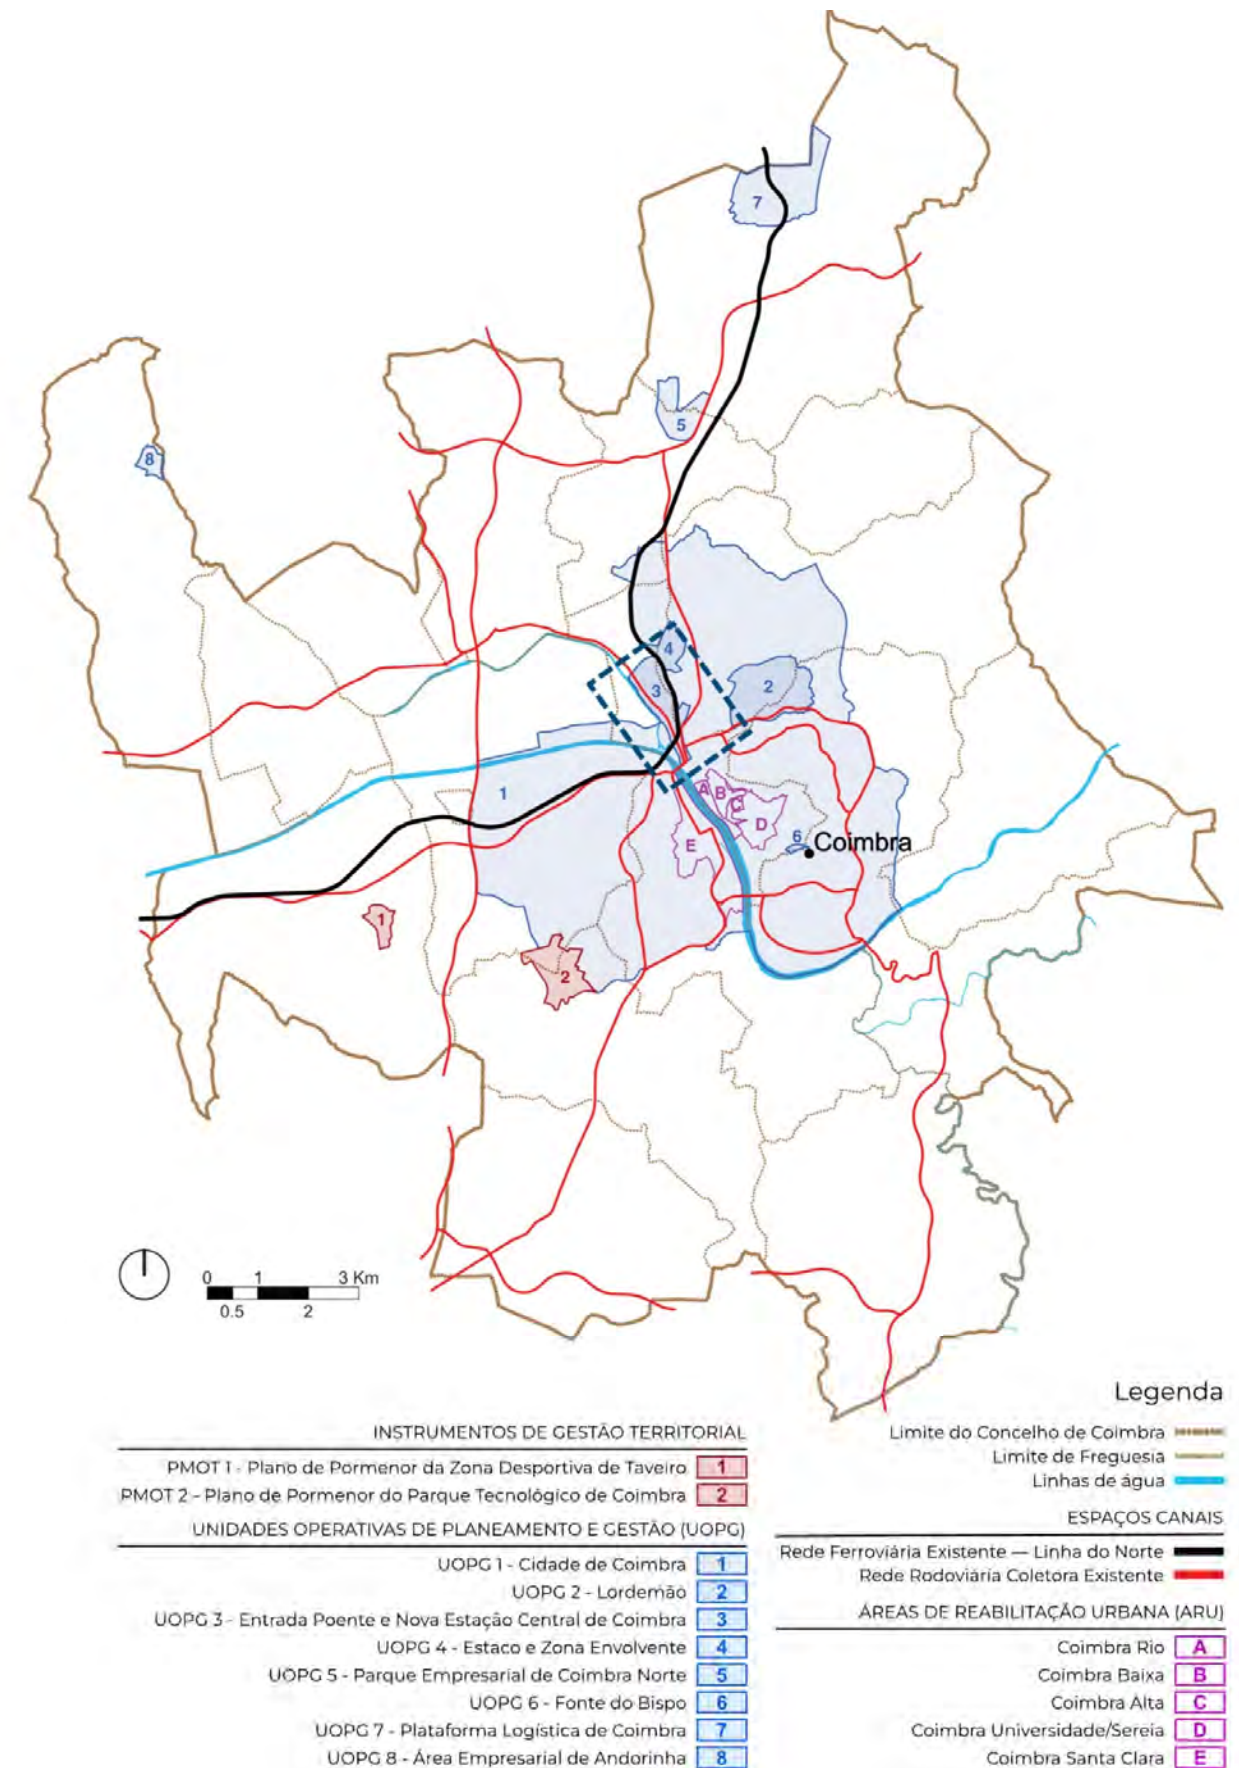 7
5
8
4
3
2
1
A
B
C
D
6
Coimbra
E
1
2
0 1 3 Km
0.5 2
Legenda
INSTRUMENTOS DE GESTÃO TERRITORIAL
PMOT 1 - Plano de Pormenor da Zona Desportiva de Taveiro 1
PMOT 2 - Plano de Pormenor do Parque Tecnológico de Coimbra 2
UNIDADES OPERATIVAS DE PLANEAMENTO E GESTÃO (UOPG)
UOPG 1 - Cidade de Coimbra 1
UOPG 2 - Lordemão 2
UOPG 3 - Entrada Poente e Nova Estação Central de Coimbra 3
UOPG 4 - Estaco e Zona Envolvente 4
UOPG 5 - Parque Empresarial de Coimbra Norte 5
UOPG 6 - Fonte do Bispo 6
UOPG 7 - Plataforma Logística de Coimbra 7
UOPG 8 - Área Empresarial de Andorinha 8
Limite do Concelho de Coimbra
Limite de Freguesia
Linhas de água
ESPAÇOS CANAIS
Rede Ferroviária Existente — Linha do Norte
Rede Rodoviária Coletora Existente
ÁREAS DE REABILITAÇÃO URBANA (ARU)
Coimbra Rio A
Coimbra Baixa B
Coimbra Alta C
Coimbra Universidade/Sereia D
Coimbra Santa Clara E